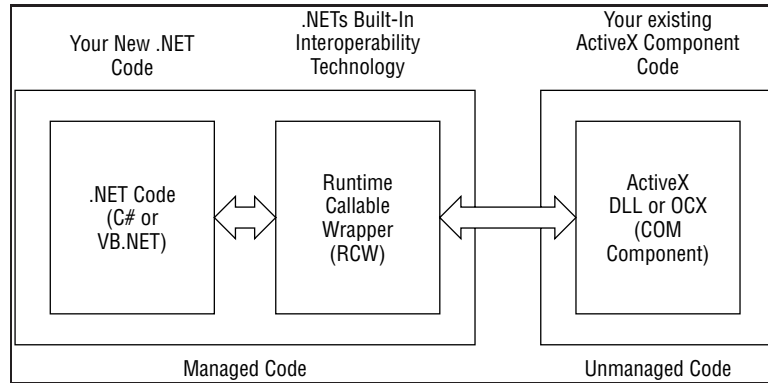 Your New .NET
Code
.NETs Built-In
Interoperability
Technology
Your existing
ActiveX Component
Code
.NET Code
(C# or
VB.NET)
Runtime
Callable
Wrapper
(RCW)
ActiveX
DLL or OCX
(COM
Component)
Managed Code
Unmanaged Code